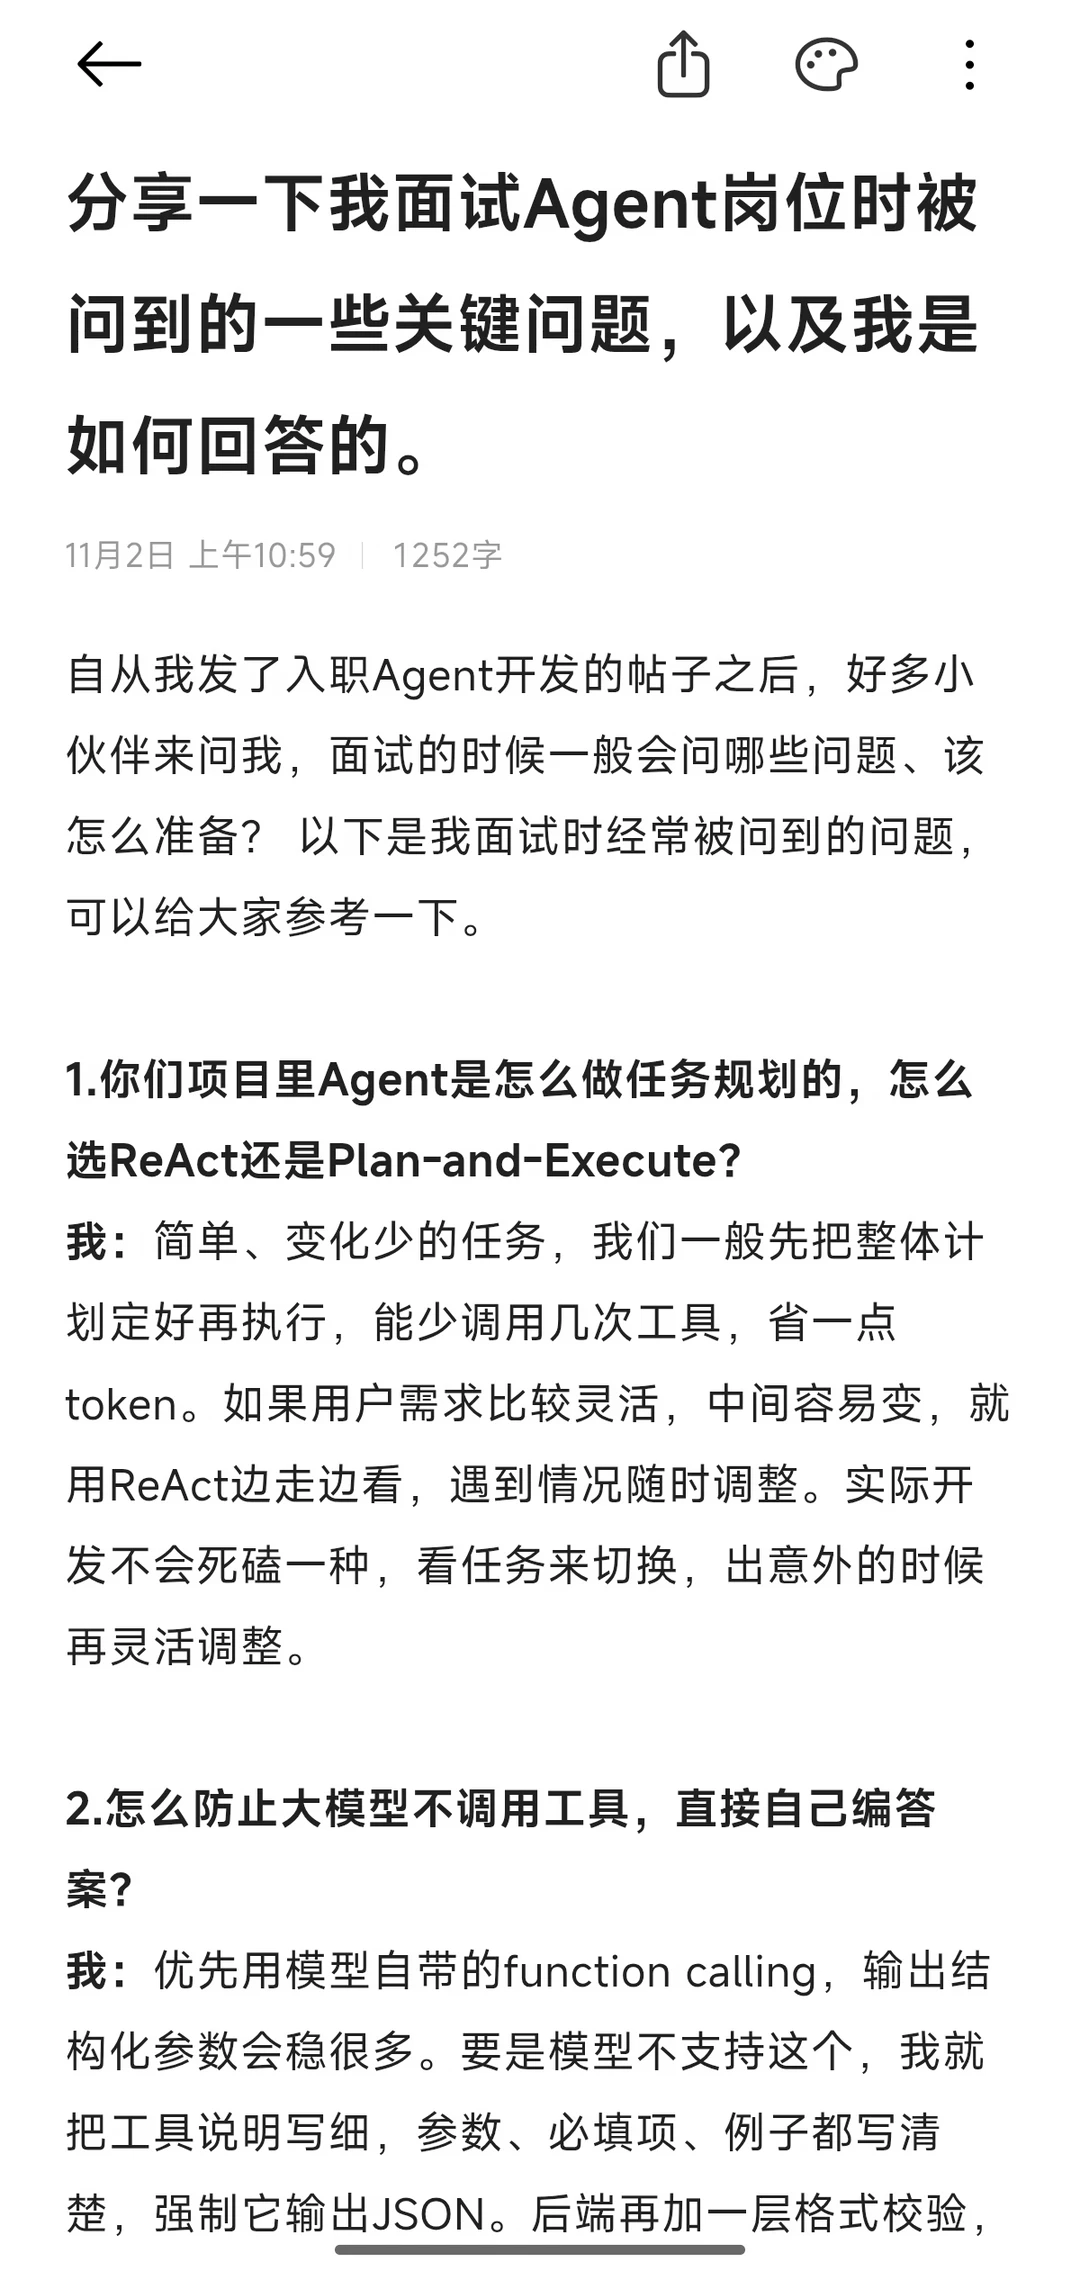 分享一下我面试Agent岗位时被
问到的一些关键问题，以及我是
如何回答的。
11月2日 上午10:59 | 1252字
自从我发了入职Agent开发的帖子之后，好多小
伙伴来问我，面试的时候一般会问哪些问题、该
怎么准备？ 以下是我面试时经常被问到的问题，
可以给大家参考一下。
1.你们项目里Agent是怎么做任务规划的，怎么
选ReAct还是Plan-and-Execute？
我：简单、变化少的任务，我们一般先把整体计
划定好再执行，能少调用几次工具，省一点
token。如果用户需求比较灵活，中间容易变，就
用ReAct边走边看，遇到情况随时调整。实际开
发不会死磕一种，看任务来切换，出意外的时候
再灵活调整。
2.怎么防止大模型不调用工具，直接自己编答
案？
我：优先用模型自带的function calling，输出结
构化参数会稳很多。要是模型不支持这个，我就
把工具说明写细，参数、必填项、例子都写清
楚，强制它输出JSON。后端再加一层格式校验，